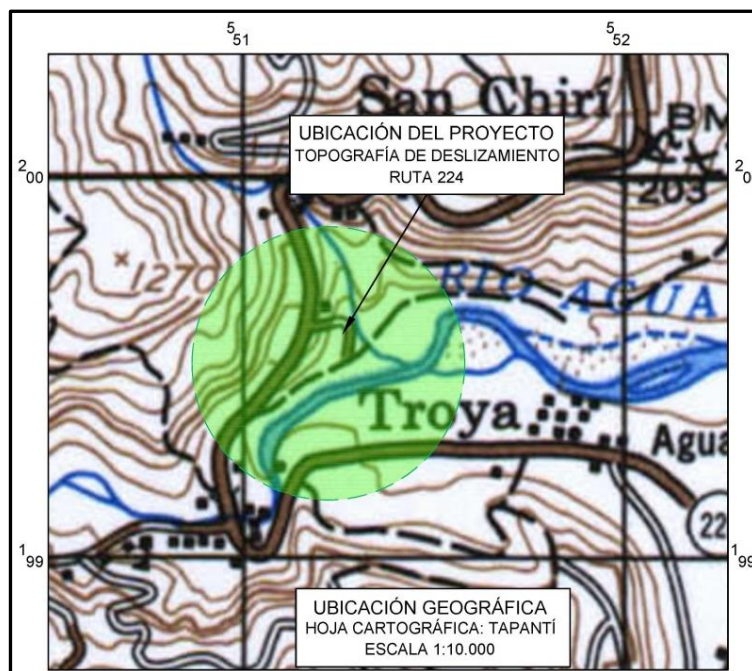 5 51
5 52
San Chirí
UBICACIÓN DEL PROYECTO
TOPOGRAFÍA DE DESLIZAMIENTO
RUTA 224
BM
2 00
2 0
203
1270
RÍO AGUA
Troya
Agua
22
1 99
1 99
UBICACIÓN GEOGRÁFICA
HOJA CARTOGRÁFICA: TAPANTÍ
ESCALA 1:10.000